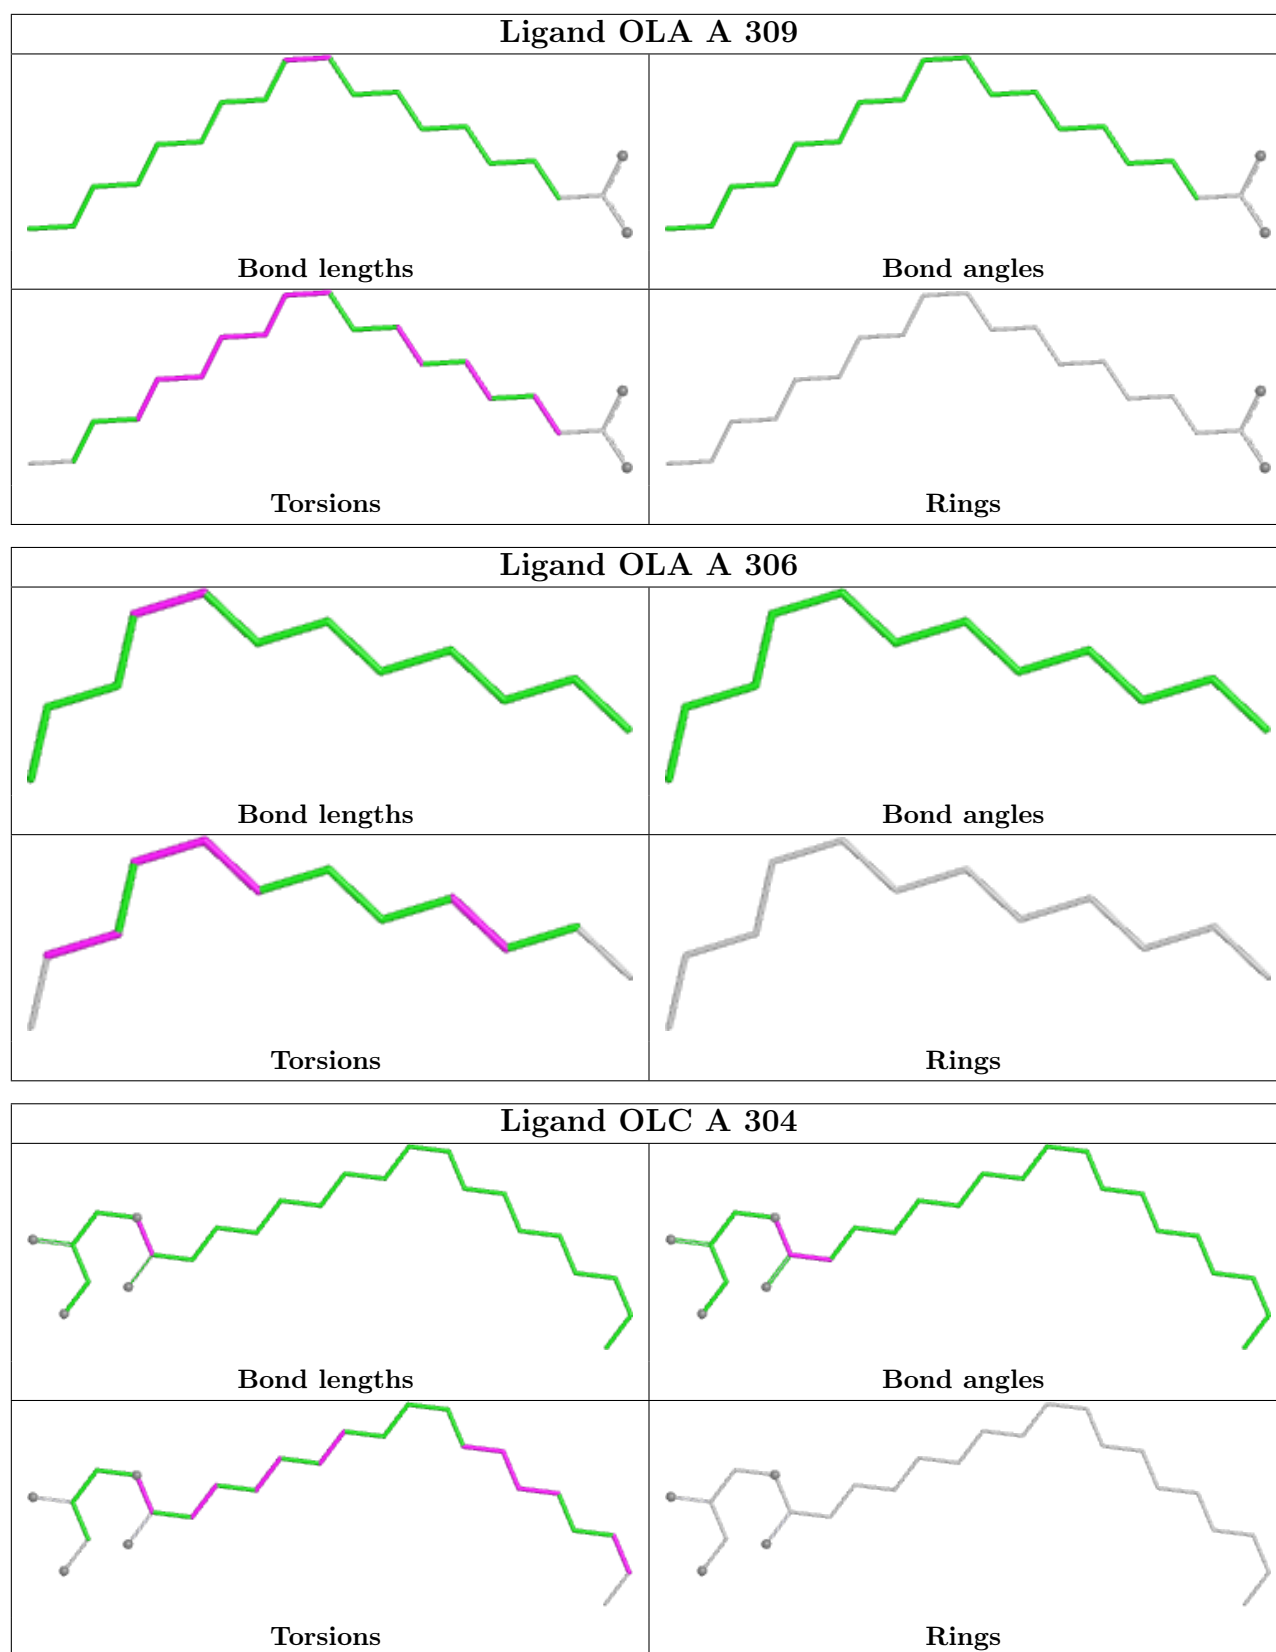 Ligand OLA A 309
Bond lengths
Bond angles
Torsions
Rings
Ligand OLA A 306
Bond lengths
Bond angles
Torsions
Rings
Ligand OLC A 304
Bond lengths
Bond angles
Torsions
Rings